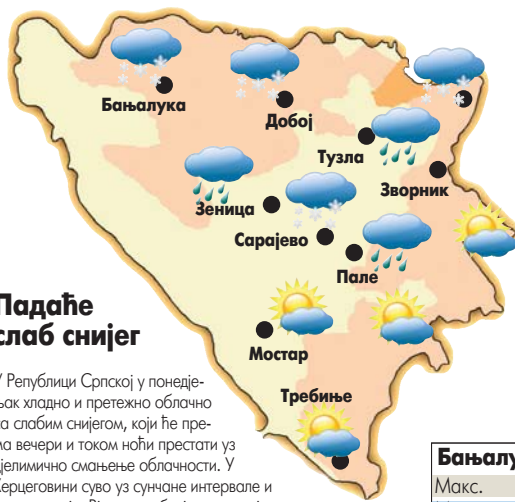 Бањалука
Добој
Тузла
Зворник
Зеница
Сарајево
Пале
Мостар
Требиње
Падаће
слаб снијег
У Републици Српској у понедје-
љак хладно и претежно облачно
са слабим снијегом, који ће пре-
ма вечери и током ноћи престати уз
дјелимично смањење облачности. У
Херцеговини суво уз сунчане интервале и
Бањалу
Макс.